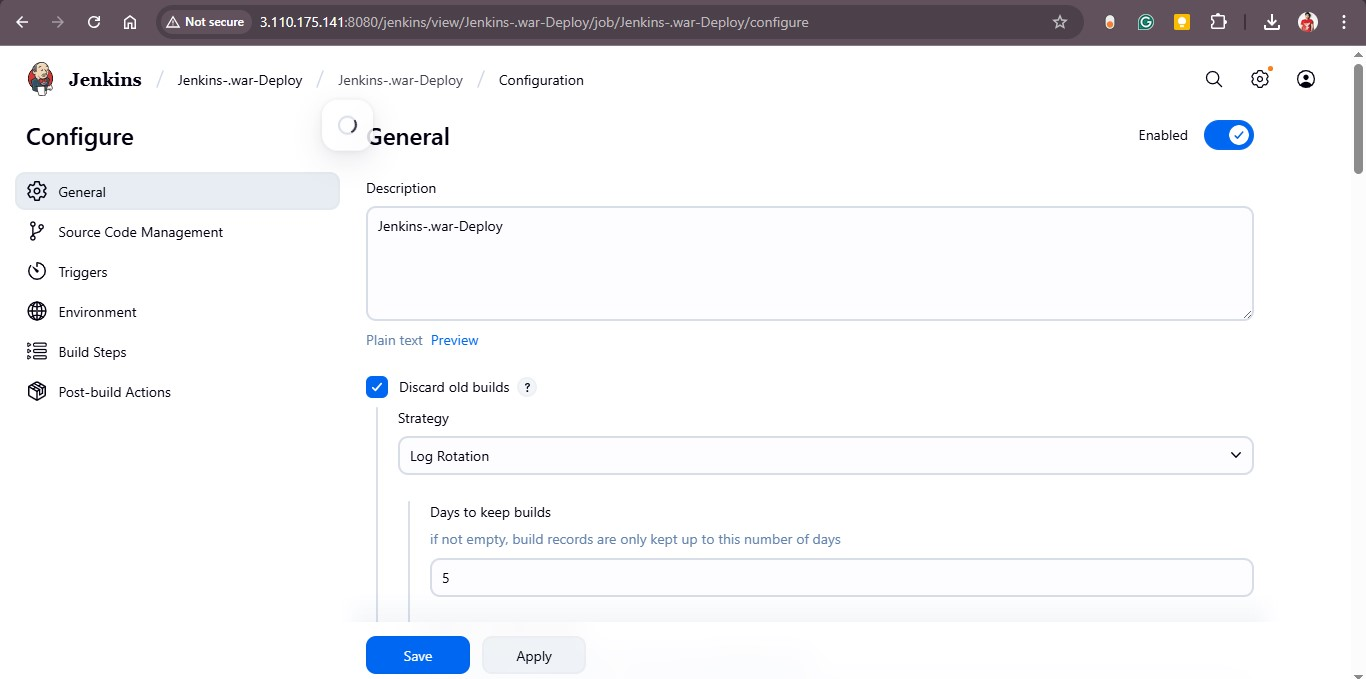 Not secure 3.110.175.141:8080/jenkins/view/Jenkins-.war-Deploy/job/Jenkins-.war-Deploy/configure
Jenkins / Jenkins-.war-Deploy / Jenkins-.war-Deploy / Configuration
Configure
General
Source Code Management
Triggers
Environment
Build Steps
Post-build Actions
General
Enabled
Description
Jenkins-.war-Deploy
Plain text Preview
Discard old builds ?
Strategy
Log Rotation
Days to keep builds
if not empty, build records are only kept up to this number of days
5
Save Apply